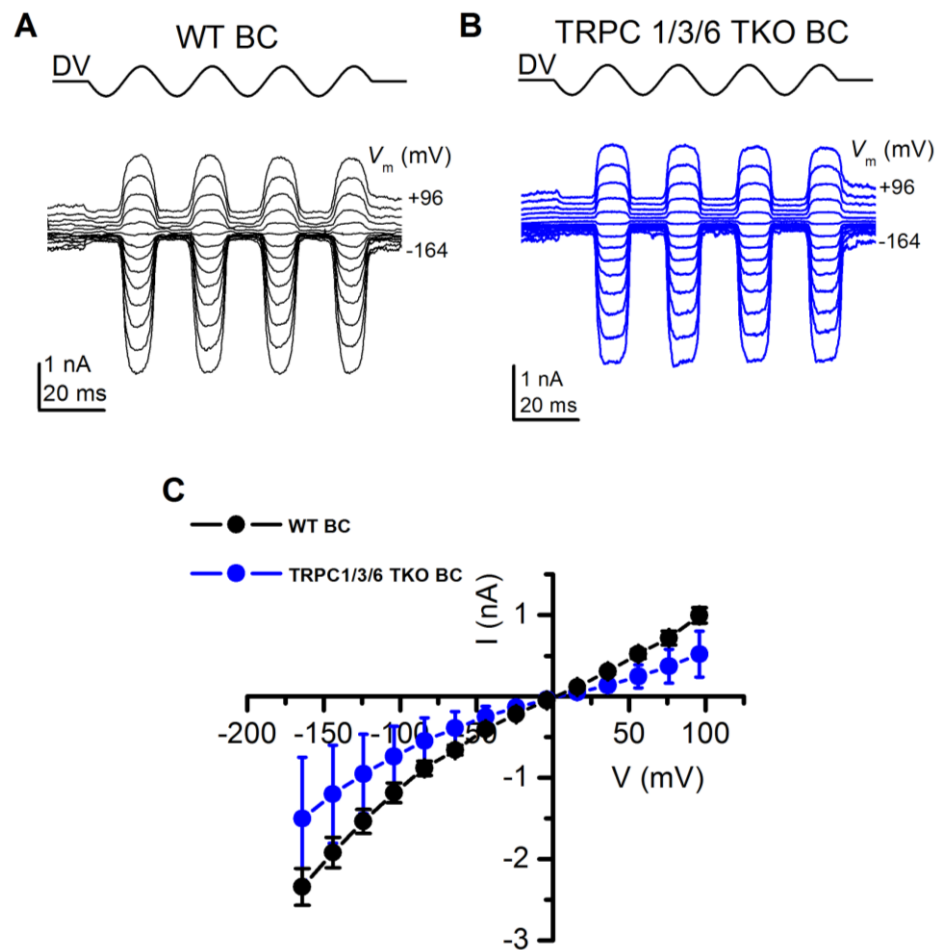 A
WT BC
DV
Vm (mV)
+96
-164
1 nA
20 ms
B
TRPC 1/3/6 TKO BC
DV
Vm (mV)
+96
-164
1 nA
20 ms
C
WT BC
TRPC1/3/6 TKO BC
I (nA)
1
-200 -150 -100 -50 50 100
V (mV)
-1
-2
-3